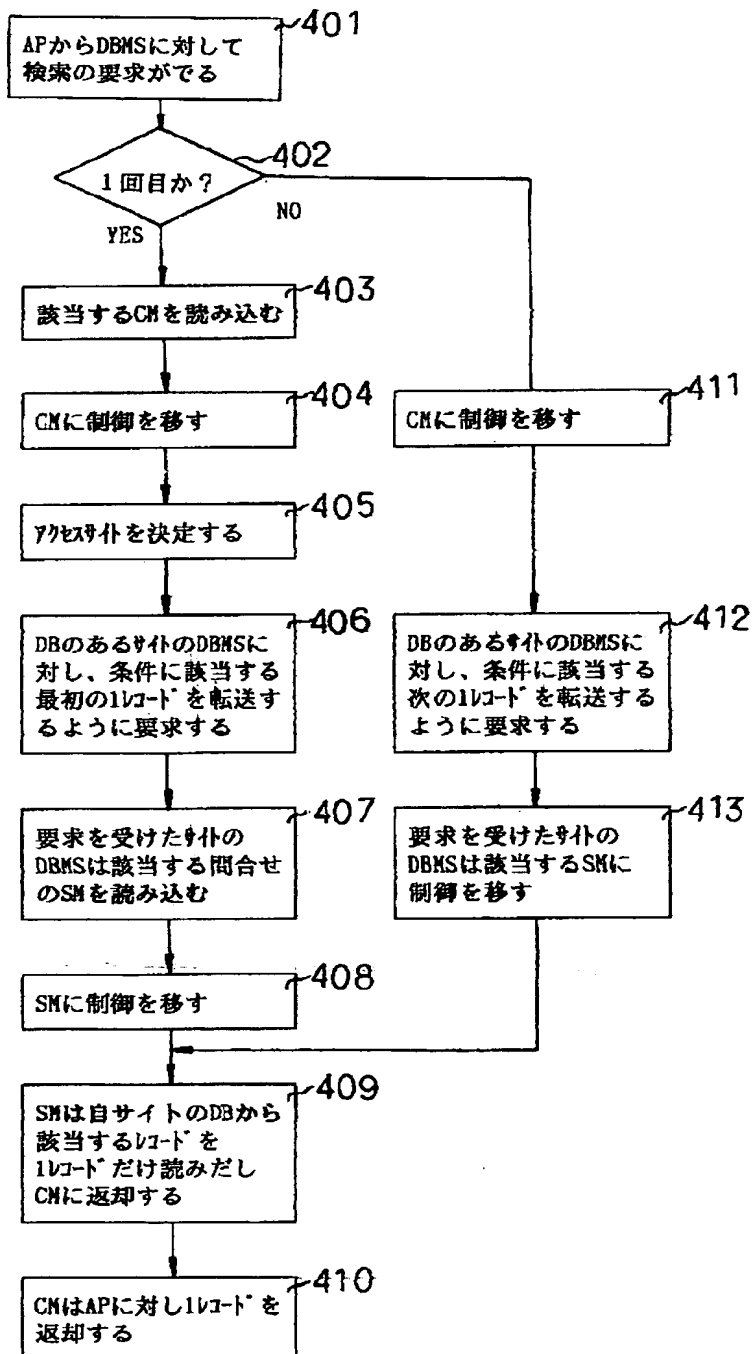 401
APからDBMSに対して
検索の要求がでる
402
1回目か?
NO
YES
403
該当するCMを読み込む
404
CMに制御を移す
411
CMに制御を移す
405
アクセスサイトを決定する
406
DBのあるサイトのDBMSに
対し、条件に該当する
最初の1レコードを転送す
るように要求する
412
DBのあるサイトのDBMSに
対し、条件に該当する
次の1レコードを転送する
ように要求する
407
要求を受けたサイトの
DBMSは該当する問合せ
のSMを読み込む
413
要求を受けたサイトの
DBMSは該当するSMに
制御を移す
408
SMに制御を移す
409
SMは自サイトのDBから
該当するレコードを
1レコードだけ読みだし
CMに返却する
410
CMはAPに対し1レコードを
返却する